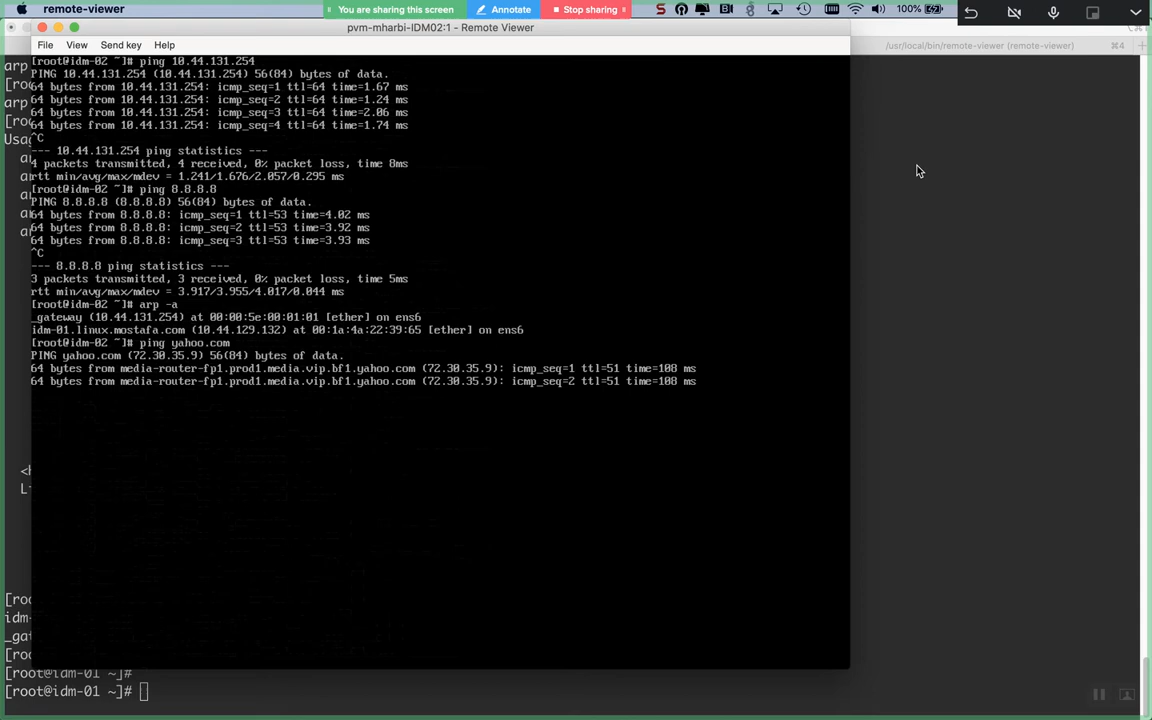 remote-viewer
You are sharing this screen
Annotate
Stop sharing
100%
pvm-mharbi-IDM02:1 - Remote Viewer
File View Send key Help
/usr/local/bin/remote-viewer (remote-viewer)
⌘4
[root@idm-02 ~]# ping 10.44.131.254
PING 10.44.131.254 (10.44.131.254) 56(84) bytes of data.
64 bytes from 10.44.131.254: icmp_seq=1 ttl=64 time=1.67 ms
64 bytes from 10.44.131.254: icmp_seq=2 ttl=64 time=1.24 ms
64 bytes from 10.44.131.254: icmp_seq=3 ttl=64 time=2.06 ms
64 bytes from 10.44.131.254: icmp_seq=4 ttl=64 time=1.74 ms
^C
--- 10.44.131.254 ping statistics ---
4 packets transmitted, 4 received, 0% packet loss, time 8ms
rtt min/avg/max/mdev = 1.241/1.676/2.057/0.295 ms
[root@idm-02 ~]# ping 8.8.8.8
PING 8.8.8.8 (8.8.8.8) 56(84) bytes of data.
64 bytes from 8.8.8.8: icmp_seq=1 ttl=53 time=4.02 ms
64 bytes from 8.8.8.8: icmp_seq=2 ttl=53 time=3.92 ms
64 bytes from 8.8.8.8: icmp_seq=3 ttl=53 time=3.93 ms
^C
--- 8.8.8.8 ping statistics ---
3 packets transmitted, 3 received, 0% packet loss, time 5ms
rtt min/avg/max/mdev = 3.917/3.955/4.017/0.044 ms
[root@idm-02 ~]# arp -a
_gateway (10.44.131.254) at 00:00:5e:00:01:01 [ether] on ens6
idm-01.linux.mostafa.com (10.44.129.132) at 00:1a:4a:22:39:65 [ether] on ens6
[root@idm-02 ~]# ping yahoo.com
PING yahoo.com (72.30.35.9) 56(84) bytes of data.
64 bytes from media-router-fp1.prod1.media.vip.bf1.yahoo.com (72.30.35.9): icmp_seq=1 ttl=51 time=108 ms
64 bytes from media-router-fp1.prod1.media.vip.bf1.yahoo.com (72.30.35.9): icmp_seq=2 ttl=51 time=108 ms
[root@idm-01 ~]#
[root@idm-01 ~]#